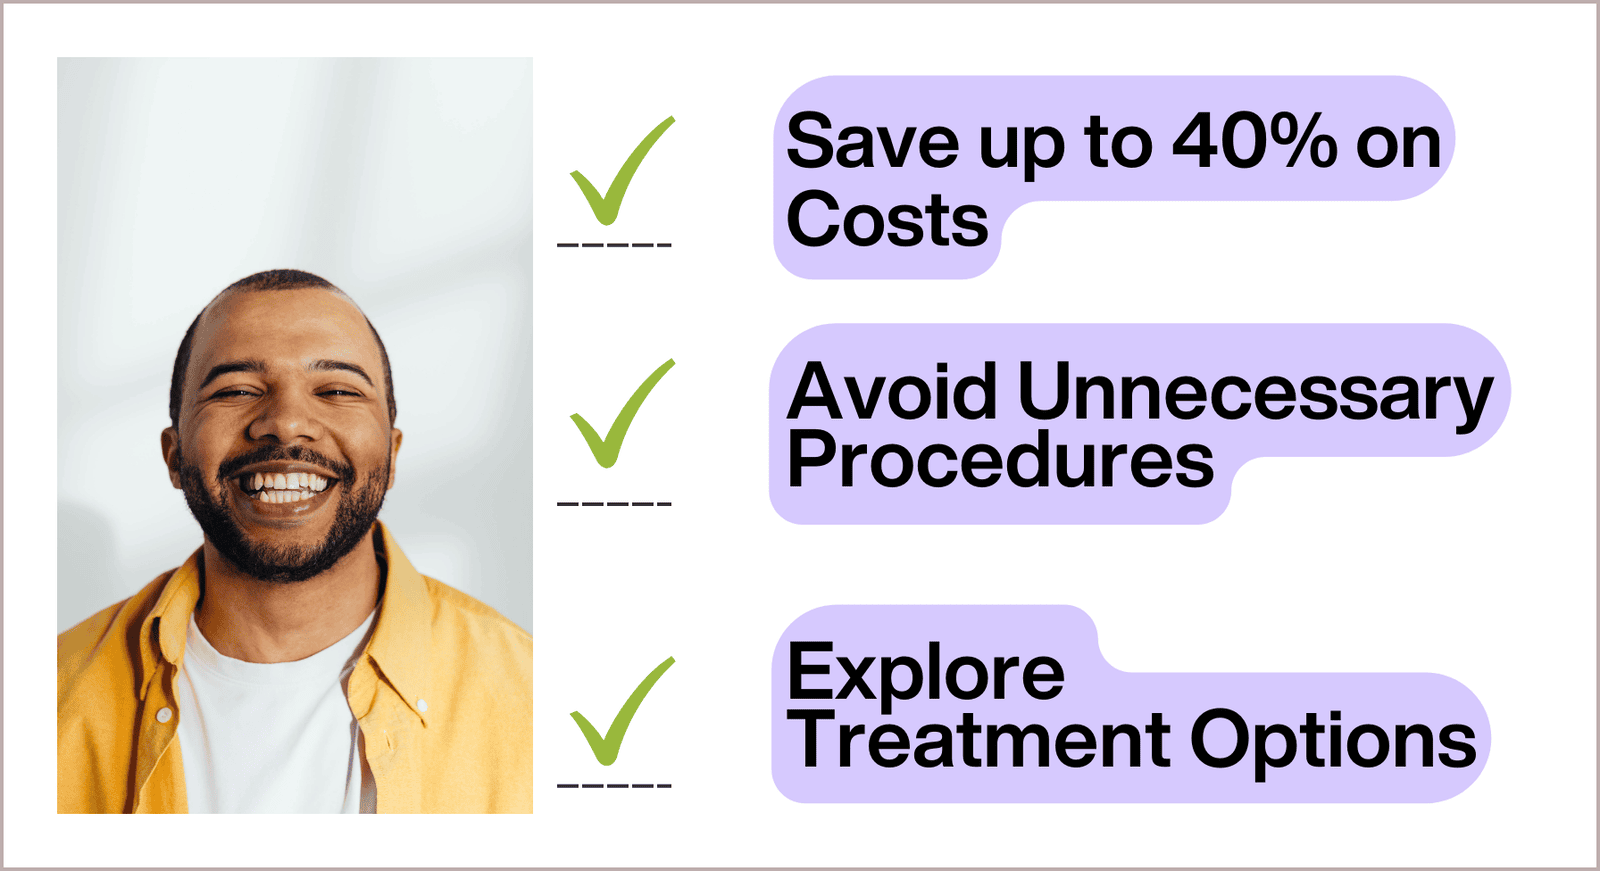 Save up to 40% on
Costs
Avoid Unnecessary
Procedures
Explore
Treatment Options